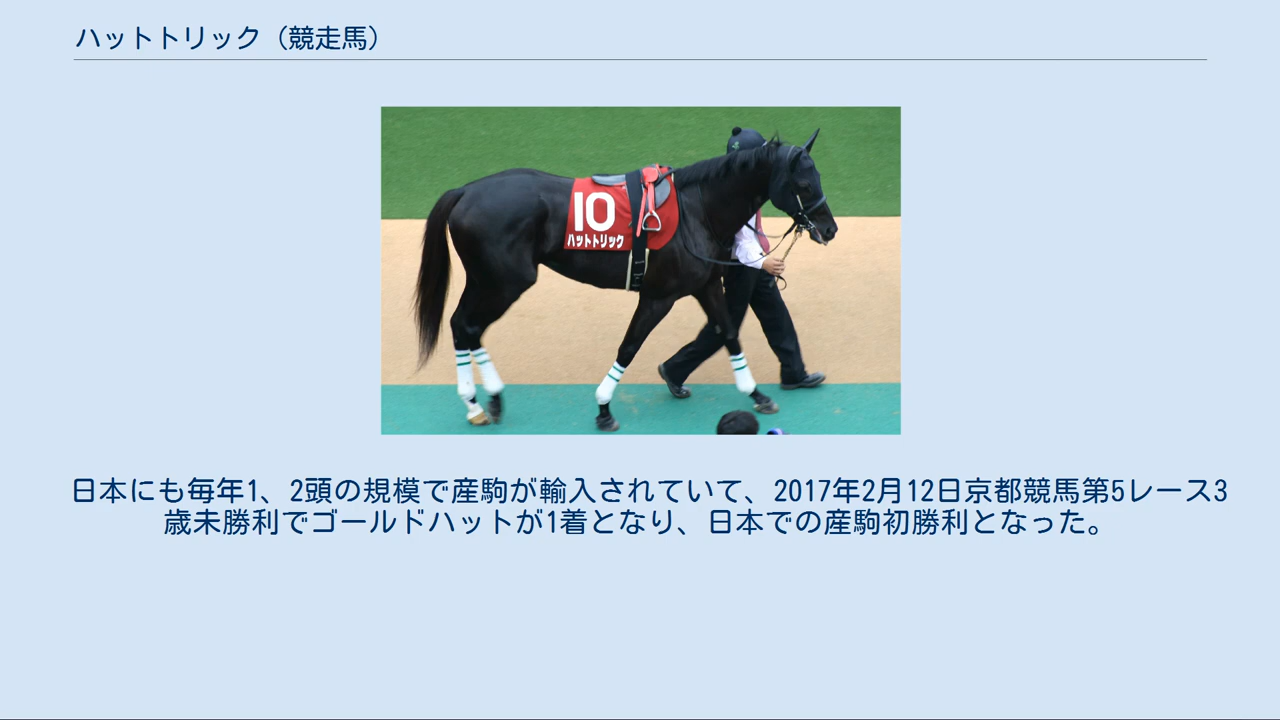 ハットトリック（競走馬）
10
ハットトリック
日本にも毎年1、2頭の規模で産駒が輸入されていて、2017年2月12日京都競馬第5レース3
歳未勝利でゴールドハットが1着となり、日本での産駒初勝利となった。